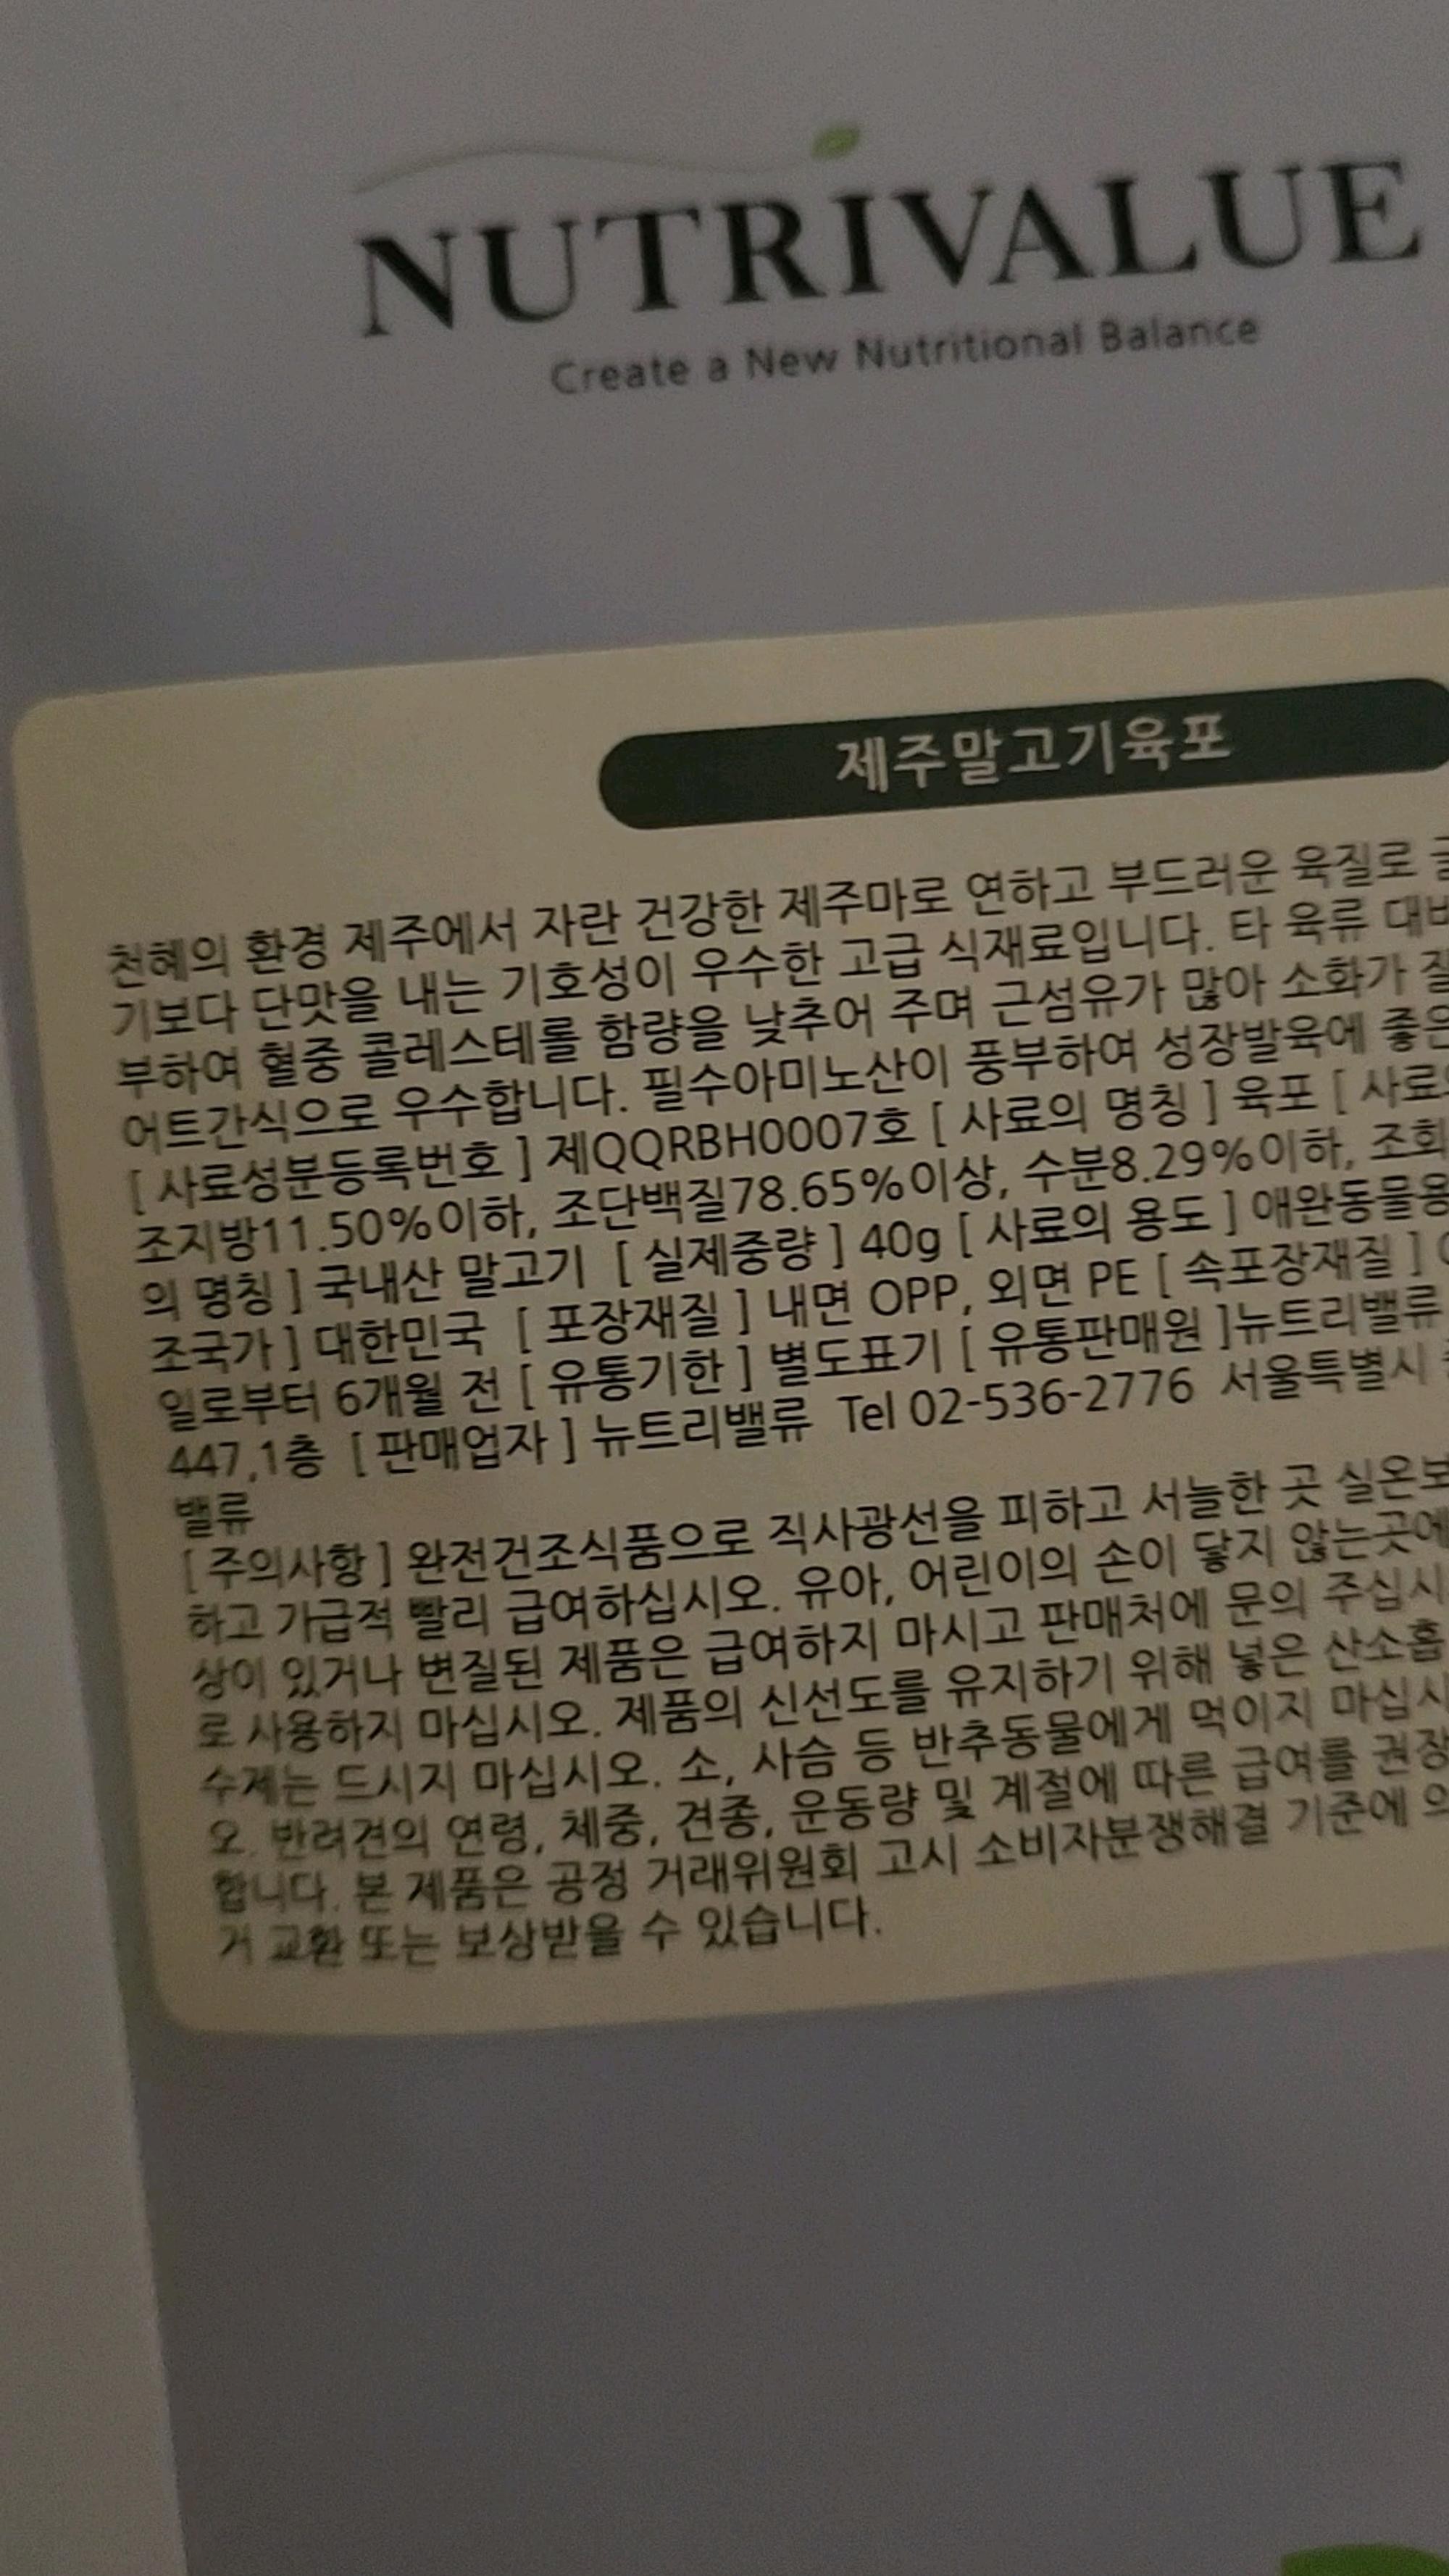 NUTRIVALUE
Create a New Nutritional Balance
제주말고기육포
천혜의 환경 제주에서 자란 건강한 제주마로 연하고 부드러운 육질로
기보다 단맛을 내는 기호성이 우수한 고급 식재료입니다. 타 육류
부하여 혈중 콜레스테롤 함량을 낮추어 주며 근섬유가 많아 소화가
어트간식으로 우수합니다. 필수아미노산이 풍부하여 성장발육에
[ 사료성분등록번호 ] 제QQRBH0007호 [ 사료의 명칭 ] 육포 [
조지방11.50%이하, 조단백질78.65%이상, 수분8.29%이하,
의 명칭 ] 국내산 말고기 [ 실제중량 ] 40g [ 사료의 용도 ] 애완동물용
조국가 ] 대한민국 [ 포장재질 ] 내면 OPP, 외면 PE [ 속포장재질 ]
일로부터 6개월 전 [ 유통기한 ] 별도표기 [ 유통판매원 ]뉴트리밸류
447,1층 [ 판매업자 ] 뉴트리밸류 Tel 02-536-2776 서울특별시
밸류
[ 주의사항 ] 완전건조식품으로 직사광선을 피하고 서늘한 곳
하고 가급적 빨리 급여하십시오. 유아, 어린이의 손이 닿지 않는곳에
상이 있거나 변질된 제품은 급여하지 마시고 판매처에 문의 주십시
로 사용하지 마십시오. 제품의 신선도를 유지하기 위해 넣은 산소흡
수제는 드시지 마십시오. 소, 사슴 등 반추동물에게 먹이지 마십시
오. 반려견의 연령, 체중, 견종, 운동량 및 계절에 따른 급여를 권장
합니다. 본 제품은 공정 거래위원회 고시 소비자분쟁해결 기준에 의
거 교환 또는 보상받을 수 있습니다.